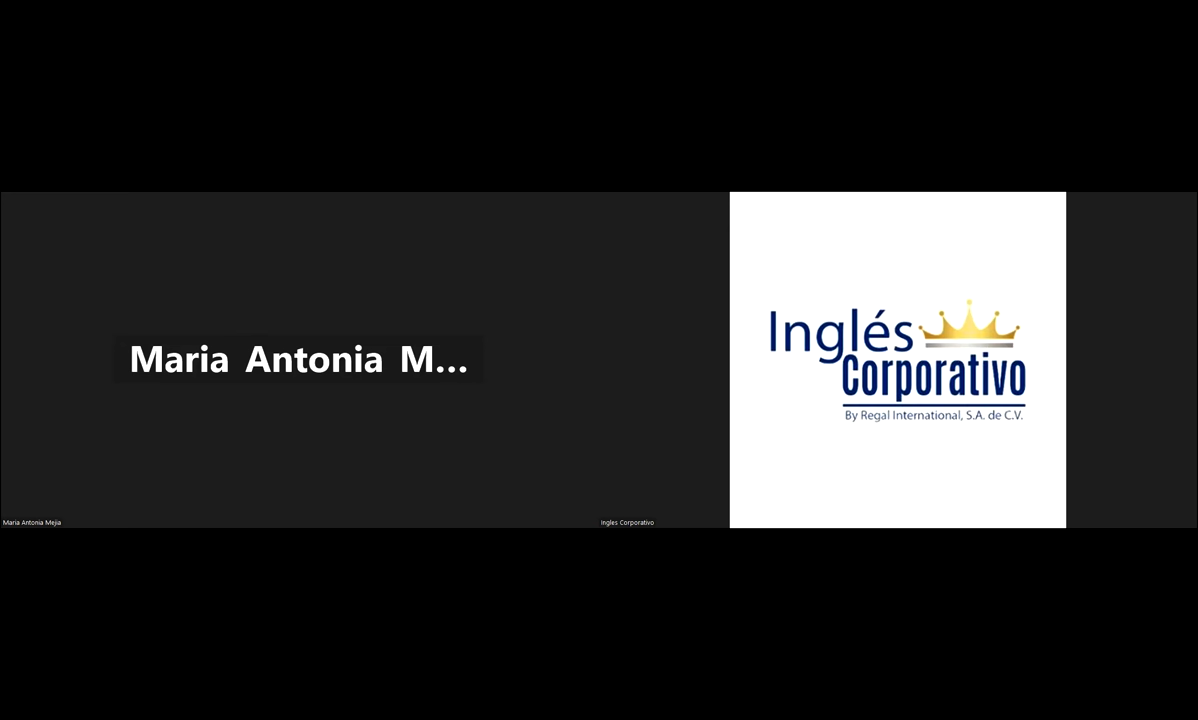 Maria Antonia M...
Maria Antonia Mejia
Inglés
Corporativo
By Regal International, S.A. de C.V.
Ingles Corporativo